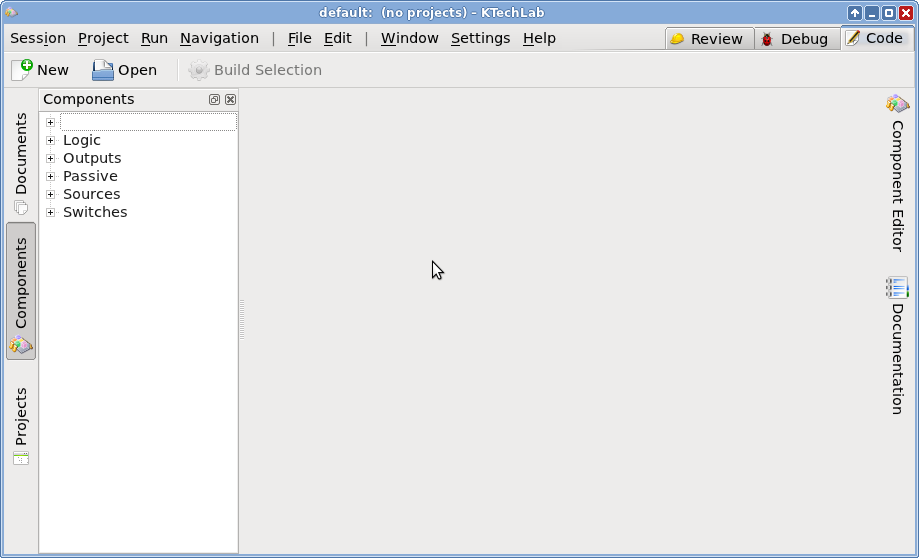 default:  (no projects) – KTechLab
Session Project Run Navigation | File Edit | Window Settings Help Review Debug Code
New Open Build Selection
Components
Logic
Outputs
Passive
Sources
Switches
Documents
Components
Projects
Component Editor
Documentation